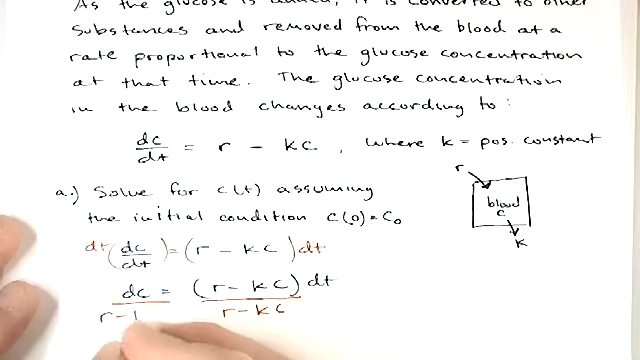 As the glucose is added, it is converted to other
substances and removed from the blood at a
rate proportional to the glucose concentration
at that time. The glucose concentration
in the blood changes according to:
dc/dt = r - kc, where k = pos. constant
a.) Solve for c(t) assuming
the initial condition c(0) = c₀
r
blood
c
k
dt(dc/dt) = (r - kc)dt
dc = (r - kc) dt
r - r - kc